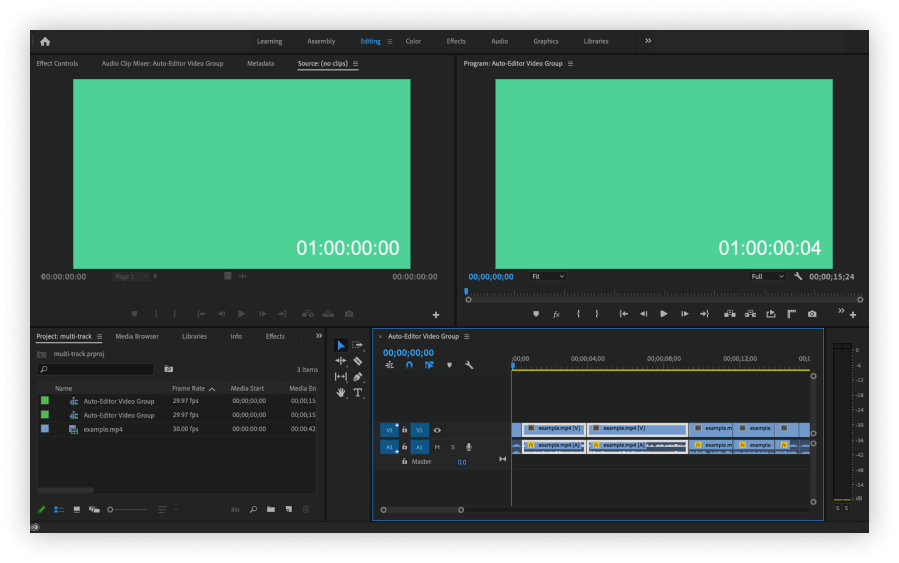 Learning Assembly Editing Color Effects Audio Graphics Libraries
Effect Controls Audio Clip Mixer: Auto-Editor Video Group Metadata Source: (no clips)
Program: Auto-Editor Video Group
01:00:00:00
01:00:00:04
00:00:00:00 Page 1 00:00:00:00
00;00;00;00 Fit Full 00;00;15;24
fx
Project: multi-track Media Browser Libraries Info Effects
multi-track.prproj
3 Items
Name Frame Rate Media Start Media En
Auto-Editor Video Group 29.97 fps 00;00;00;00 00;00;15
Auto-Editor Video Group 29.97 fps 00;00;00;00 00;00;15
example.mp4 30.00 fps 00:00:00:00 00:00:42
T
× Auto-Editor Video Group
00;00;00;00
;00;00 00;00;04;00 00;00;08;00 00;00;12;00 00;(
V1 V1 example.mp4 [V] example.mp4 [V] example.m example.
A1 A1 M S fx example.mp4 [A] fx example.mp4 [A] fx example.m fx example. fx
Master 0.0
0
-6
-12
-18
-24
-30
-36
-42
-48
-54
dB
S S